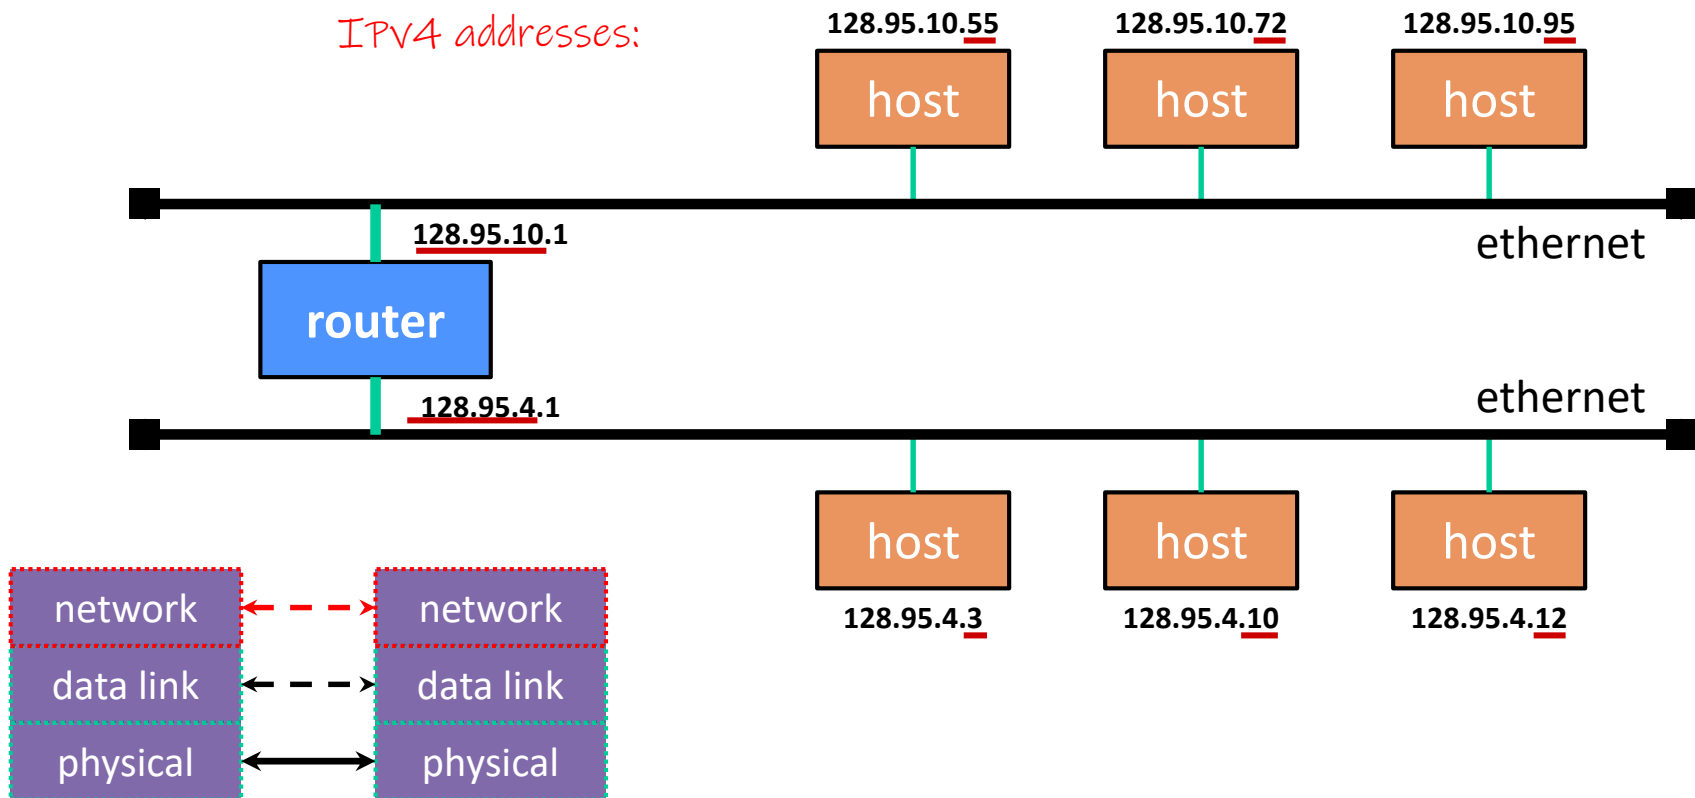 IPv4 addresses:
128.95.10.55 128.95.10.72 128.95.10.95
host host host
128.95.10.1
ethernet
router
128.95.4.1
ethernet
host host host
128.95.4.3 128.95.4.10 128.95.4.12
network network
data link data link
physical physical